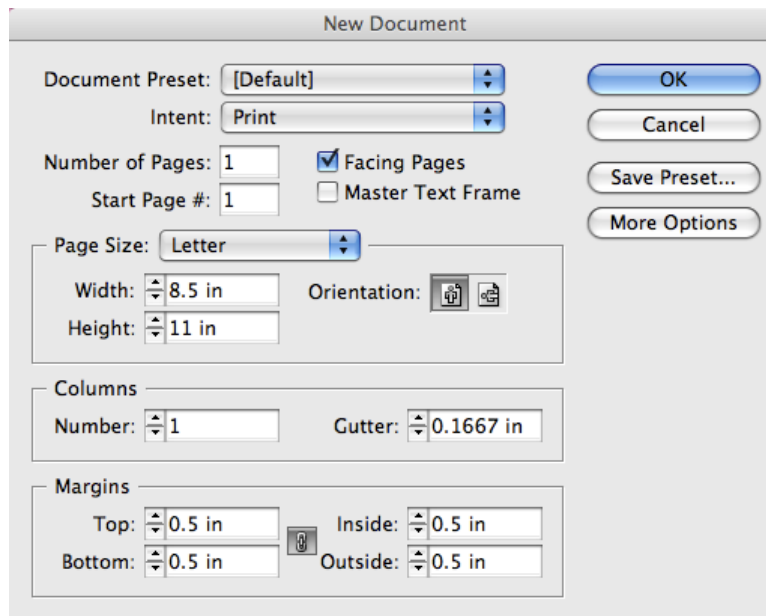 New Document
Document Preset: [Default]
Intent: Print
Number of Pages: 1
Facing Pages
Start Page #: 1
Master Text Frame
Page Size: Letter
Width: 8.5 in
Orientation:
Height: 11 in
Columns
Number: 1
Gutter: 0.1667 in
Margins
Top: 0.5 in
Inside: 0.5 in
Bottom: 0.5 in
Outside: 0.5 in
OK
Cancel
Save Preset...
More Options